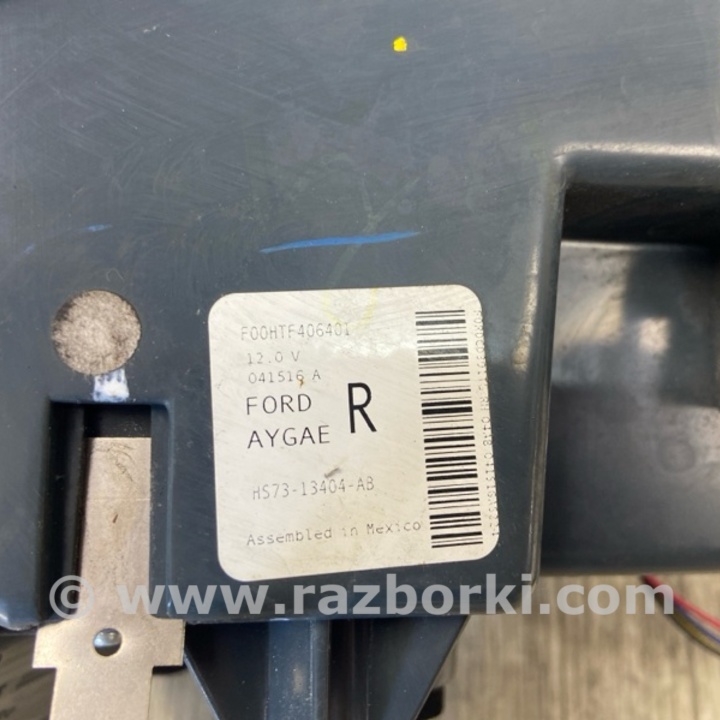 F00HTF406401
12.0 V
041516 A
FORD
AYGAE R
HS73-13404-AB
Assembled in Mexico
© www.razborki.com